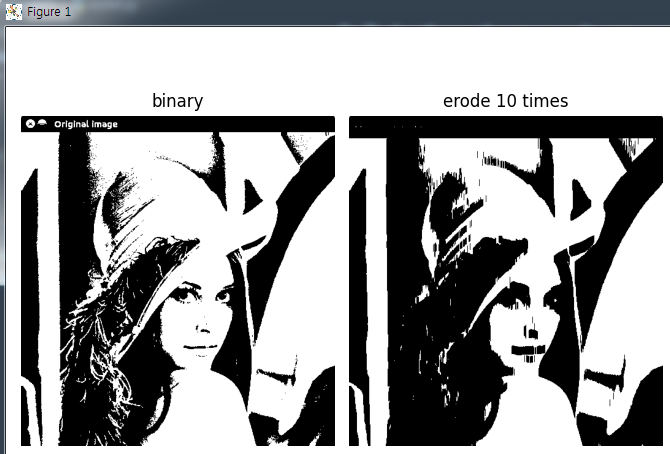 Figure 1
binary
erode 10 times
Original image